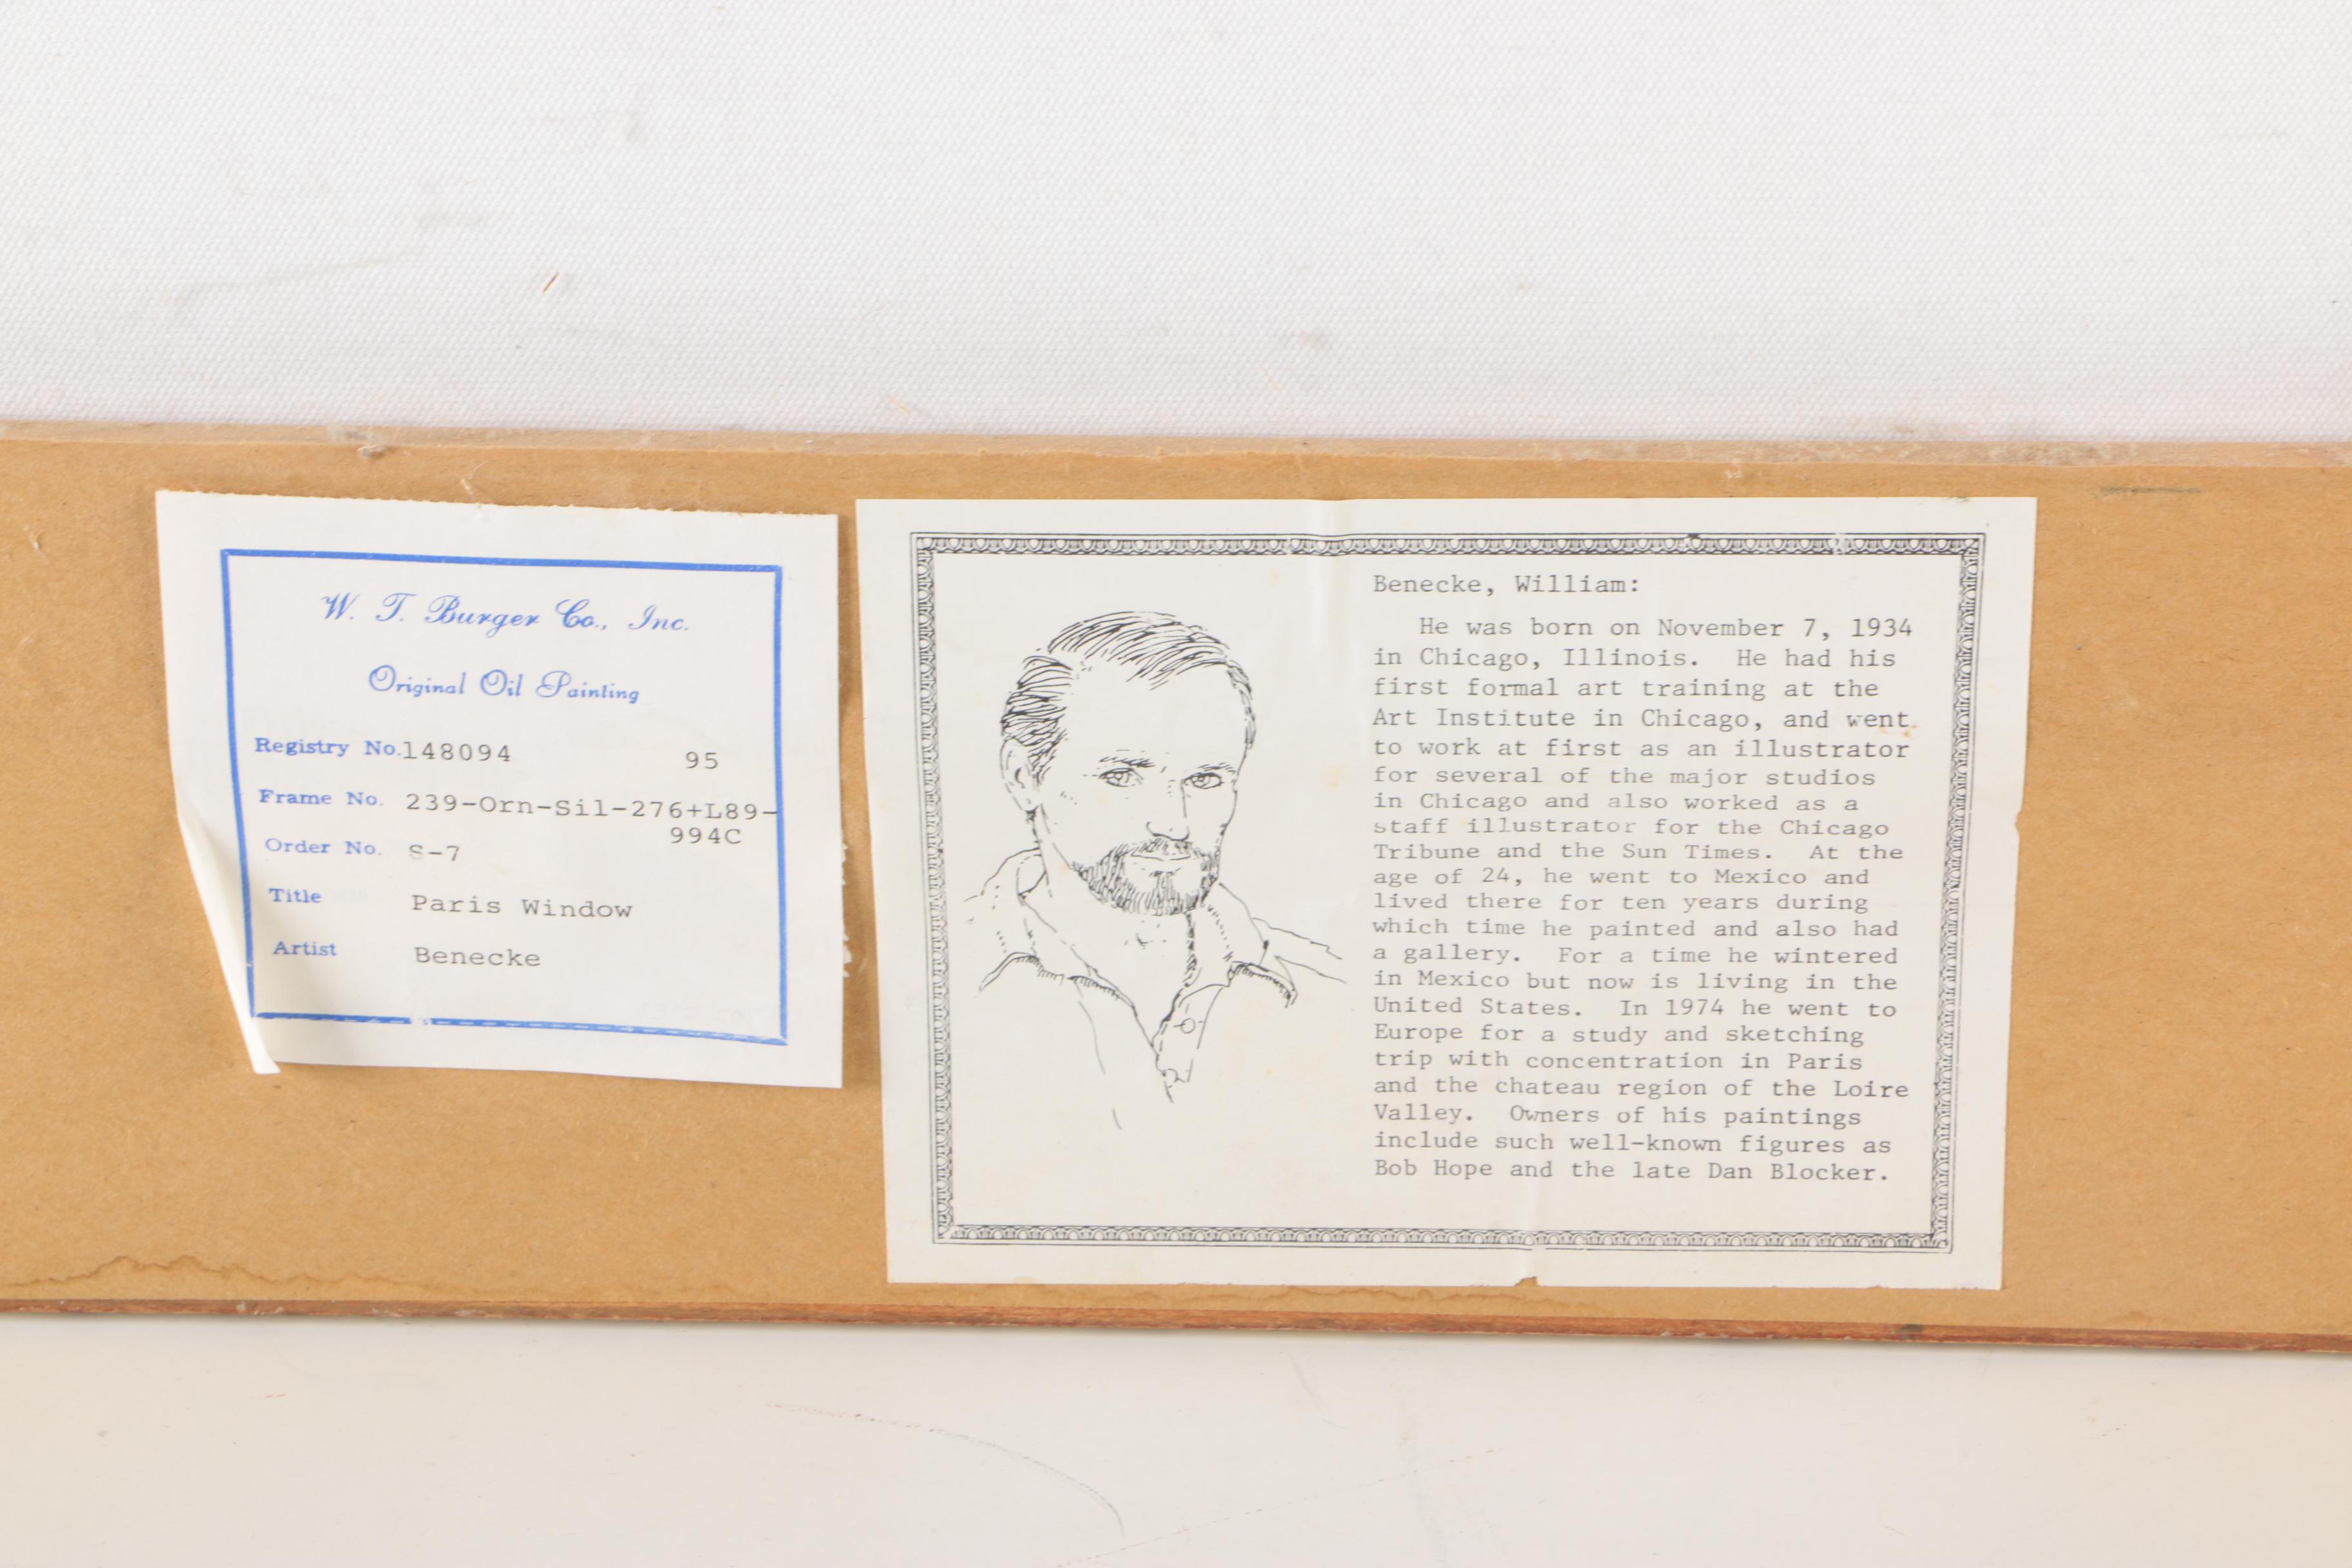 W. T. Burger Co., Inc.
Original Oil Painting
Registry No. 148094 95
Frame No. 239-Orn-Sil-276+L89-
994C
Order No. S-7
Title Paris Window
Artist Benecke
Benecke, William:
He was born on November 7, 1934
in Chicago, Illinois. He had his
first formal art training at the
Art Institute in Chicago, and went
to work at first as an illustrator
for several of the major studios
in Chicago and also worked as a
staff illustrator for the Chicago
Tribune and the Sun Times. At the
age of 24, he went to Mexico and
lived there for ten years during
which time he painted and also had
a gallery. For a time he wintered
in Mexico but now is living in the
United States. In 1974 he went to
Europe for a study and sketching
trip with concentration in Paris
and the chateau region of the Loire
Valley. Owners of his paintings
include such well-known figures as
Bob Hope and the late Dan Blocker.